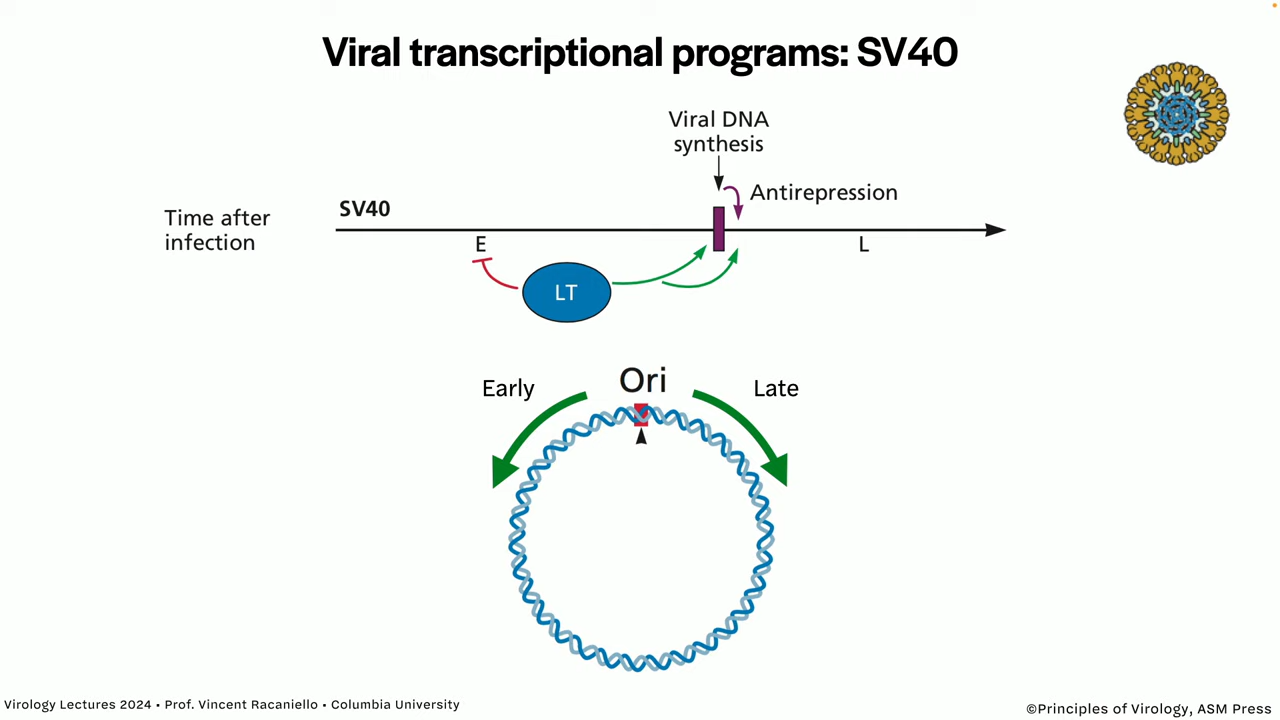 Viral transcriptional programs: SV40
Viral DNA
synthesis
Antirepression
SV40
Time after
infection
E
L
LT
Ori
Early
Late
Virology Lectures 2024 • Prof. Vincent Racaniello • Columbia University
©Principles of Virology, ASM Press